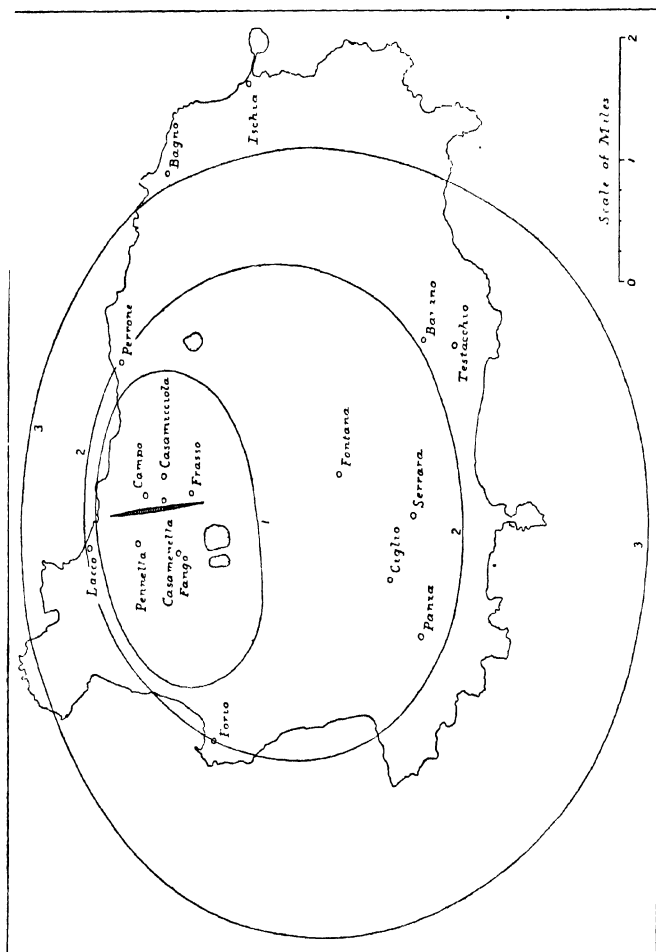 Ischia
Bagno
Perrone
3
2
Campo
Casamicciola
Frasso
Lacco
Pennella
Casamenella
Fango
1
Forio
Fontana
Serrara
Ciglio
Panza
Barano
Testacchio
2
3
Scale of Miles
0 1 2